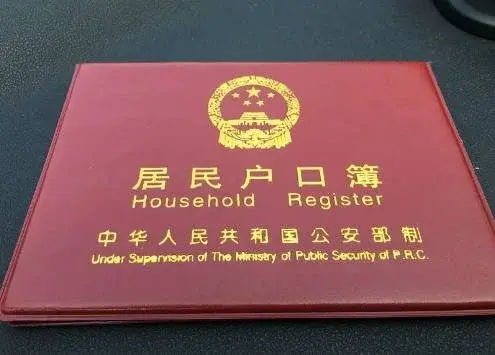 居民户口簿
Household Register
中华人民共和国公安部制
Under Supervision of The Ministry of Public Security of P.R.C.